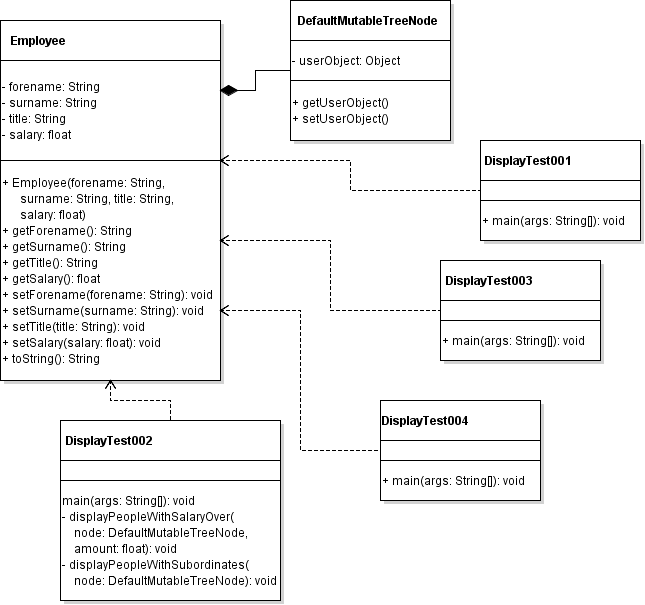 Employee
- forename: String
- surname: String
- title: String
- salary: float
+ Employee(forename: String,
surname: String, title: String,
salary: float)
+ getForename(): String
+ getSurname(): String
+ getTitle(): String
+ getSalary(): float
+ setForename(forename: String): void
+ setSurname(surname: String): void
+ setTitle(title: String): void
+ setSalary(salary: float): void
+ toString(): String
DefaultMutableTreeNode
- userObject: Object
+ getUserObject()
+ setUserObject()
DisplayTest001
+ main(args: String[]): void
DisplayTest003
+ main(args: String[]): void
DisplayTest004
+ main(args: String[]): void
DisplayTest002
main(args: String[]): void
- displayPeopleWithSalaryOver(
node: DefaultMutableTreeNode,
amount: float): void
- displayPeopleWithSubordinates(
node: DefaultMutableTreeNode): void